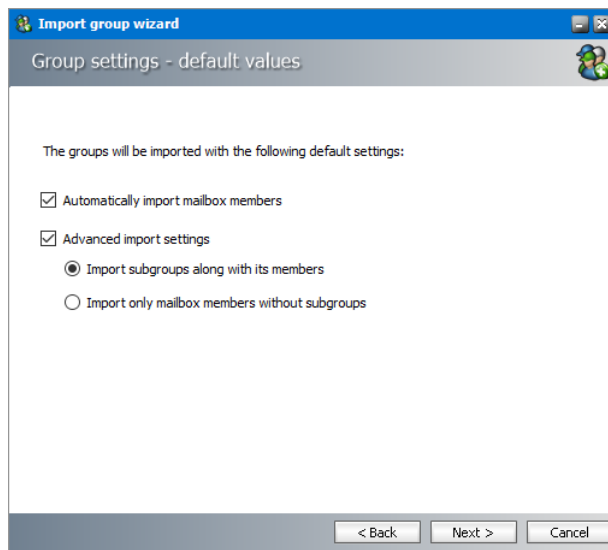 Import group wizard
Group settings - default values
The groups will be imported with the following default settings:
Automatically import mailbox members
Advanced import settings
Import subgroups along with its members
Import only mailbox members without subgroups
< Back Next > Cancel